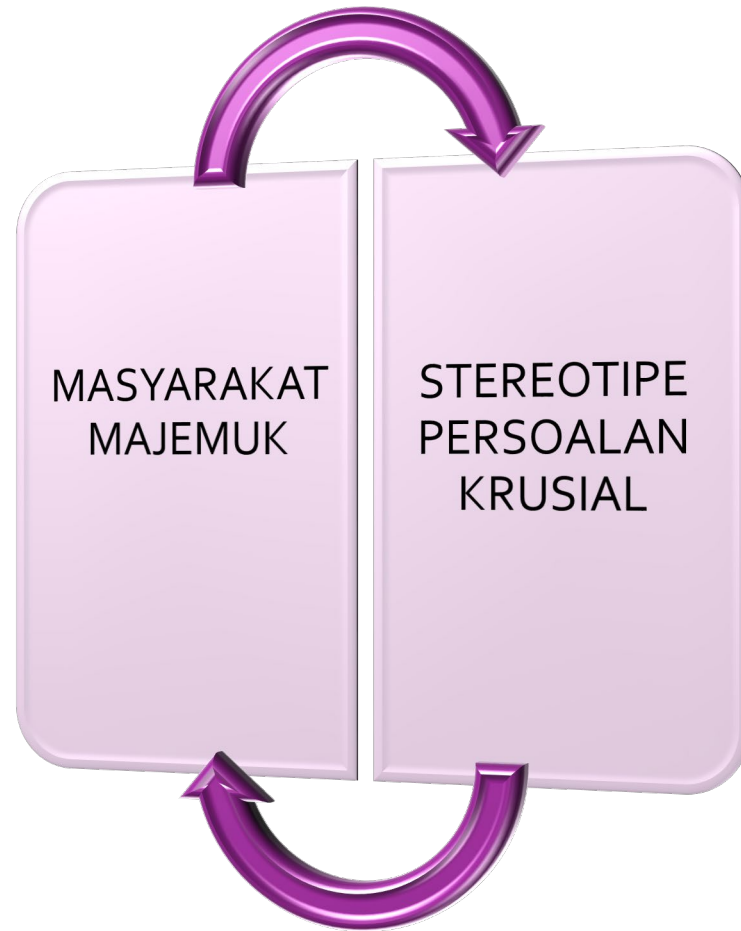 MASYARAKAT
MAJEMUK
STEREOTIPE
PERSOALAN
KRUSIAL